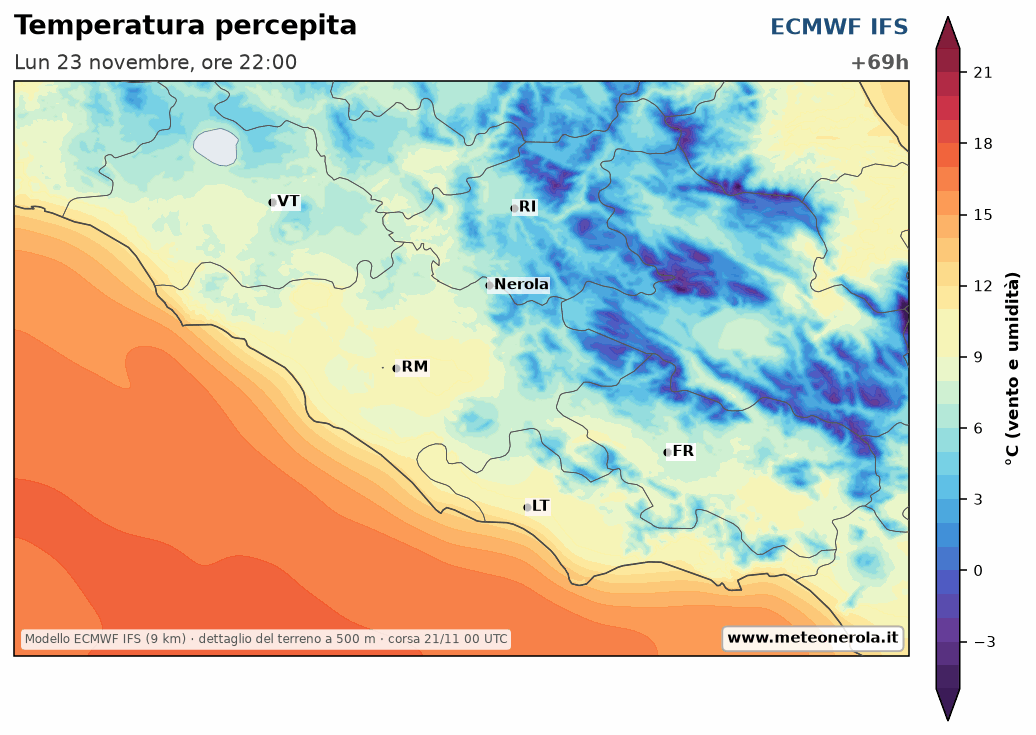 Temperatura percepita
ECMWF IFS
Lun 23 novembre, ore 22:00
+69h
VT
RI
Nerola
RM
FR
LT
Modello ECMWF IFS (9 km) · dettaglio del terreno a 500 m · corsa 21/11 00 UTC
www.meteonerola.it
21
18
15
12
9
6
3
0
−3
°C (vento e umidità)